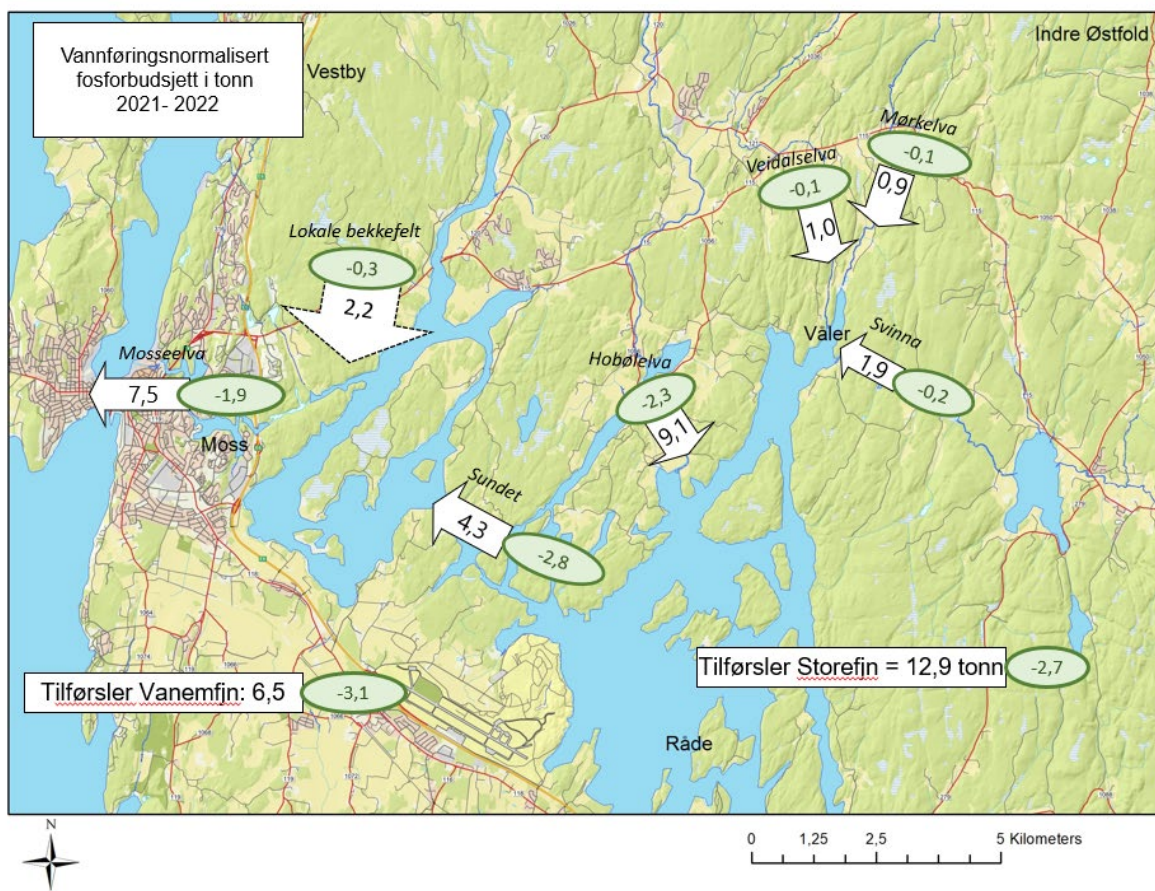 Vannføringsnormalisert
fosforbudsjett i tonn
2021- 2022
Vestby
Indre Østfold
Mørkelva
-0,1
0,9
Veidalselva
-0,1
1,0
Lokale bekkefelt
-0,3
2,2
Våler
Svinna
1,9
-0,2
Mosseelva
7,5
-1,9
Hobølelva
-2,3
9,1
Moss
Sundet
4,3
-2,8
Tilførsler Storefjn = 12,9 tonn
-2,7
Tilførsler Vanemfjn: 6,5
-3,1
Råde
N
0 1,25 2,5 5 Kilometers